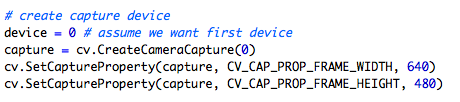 # create capture device
device = 0 # assume we want first device
capture = cv.CreateCameraCapture(0)
cv.SetCaptureProperty(capture, CV_CAP_PROP_FRAME_WIDTH, 640)
cv.SetCaptureProperty(capture, CV_CAP_PROP_FRAME_HEIGHT, 480)